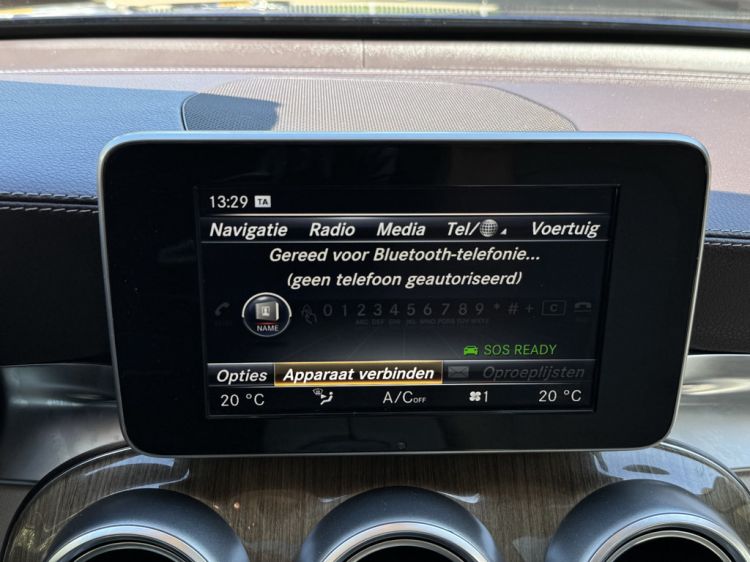 13:29 TA
Navigatie Radio Media Tel/ Voertuig
Gereed voor Bluetooth-telefonie...
(geen telefoon geautoriseerd)
NAME 0 1 2 3 4 5 6 7 8 9 * # + C
SOS READY
Opties Apparaat verbinden Oproeplijsten
20 °C A/C OFF 1 20 °C